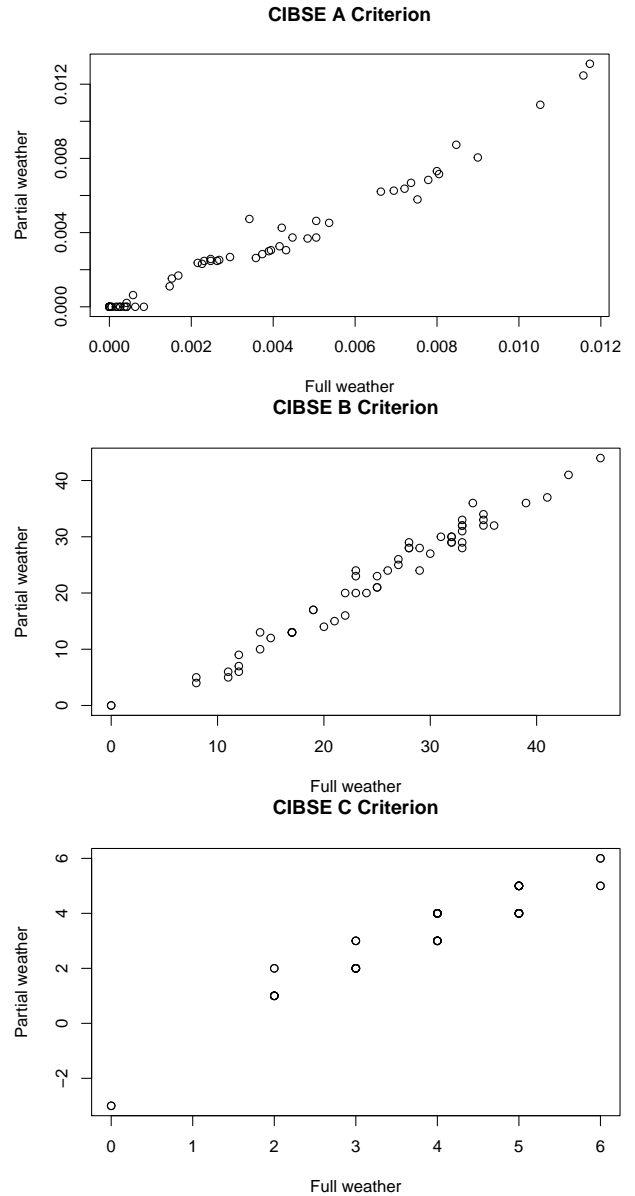 CIBSE A Criterion
Partial weather
0.012
0.008
0.004
0.000
0.000 0.002 0.004 0.006 0.008 0.010 0.012
Full weather
CIBSE B Criterion
Partial weather
40
30
20
10
0
0 10 20 30 40
Full weather
CIBSE C Criterion
Partial weather
6
4
2
0
−2
0 1 2 3 4 5 6
Full weather